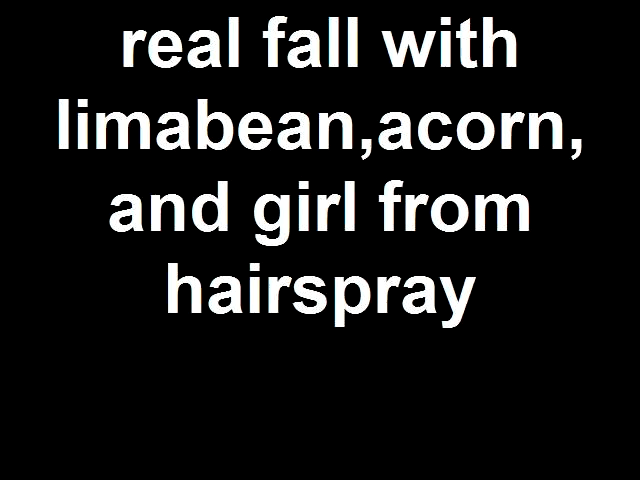 real fall with
limabean,acorn,
and girl from
hairspray